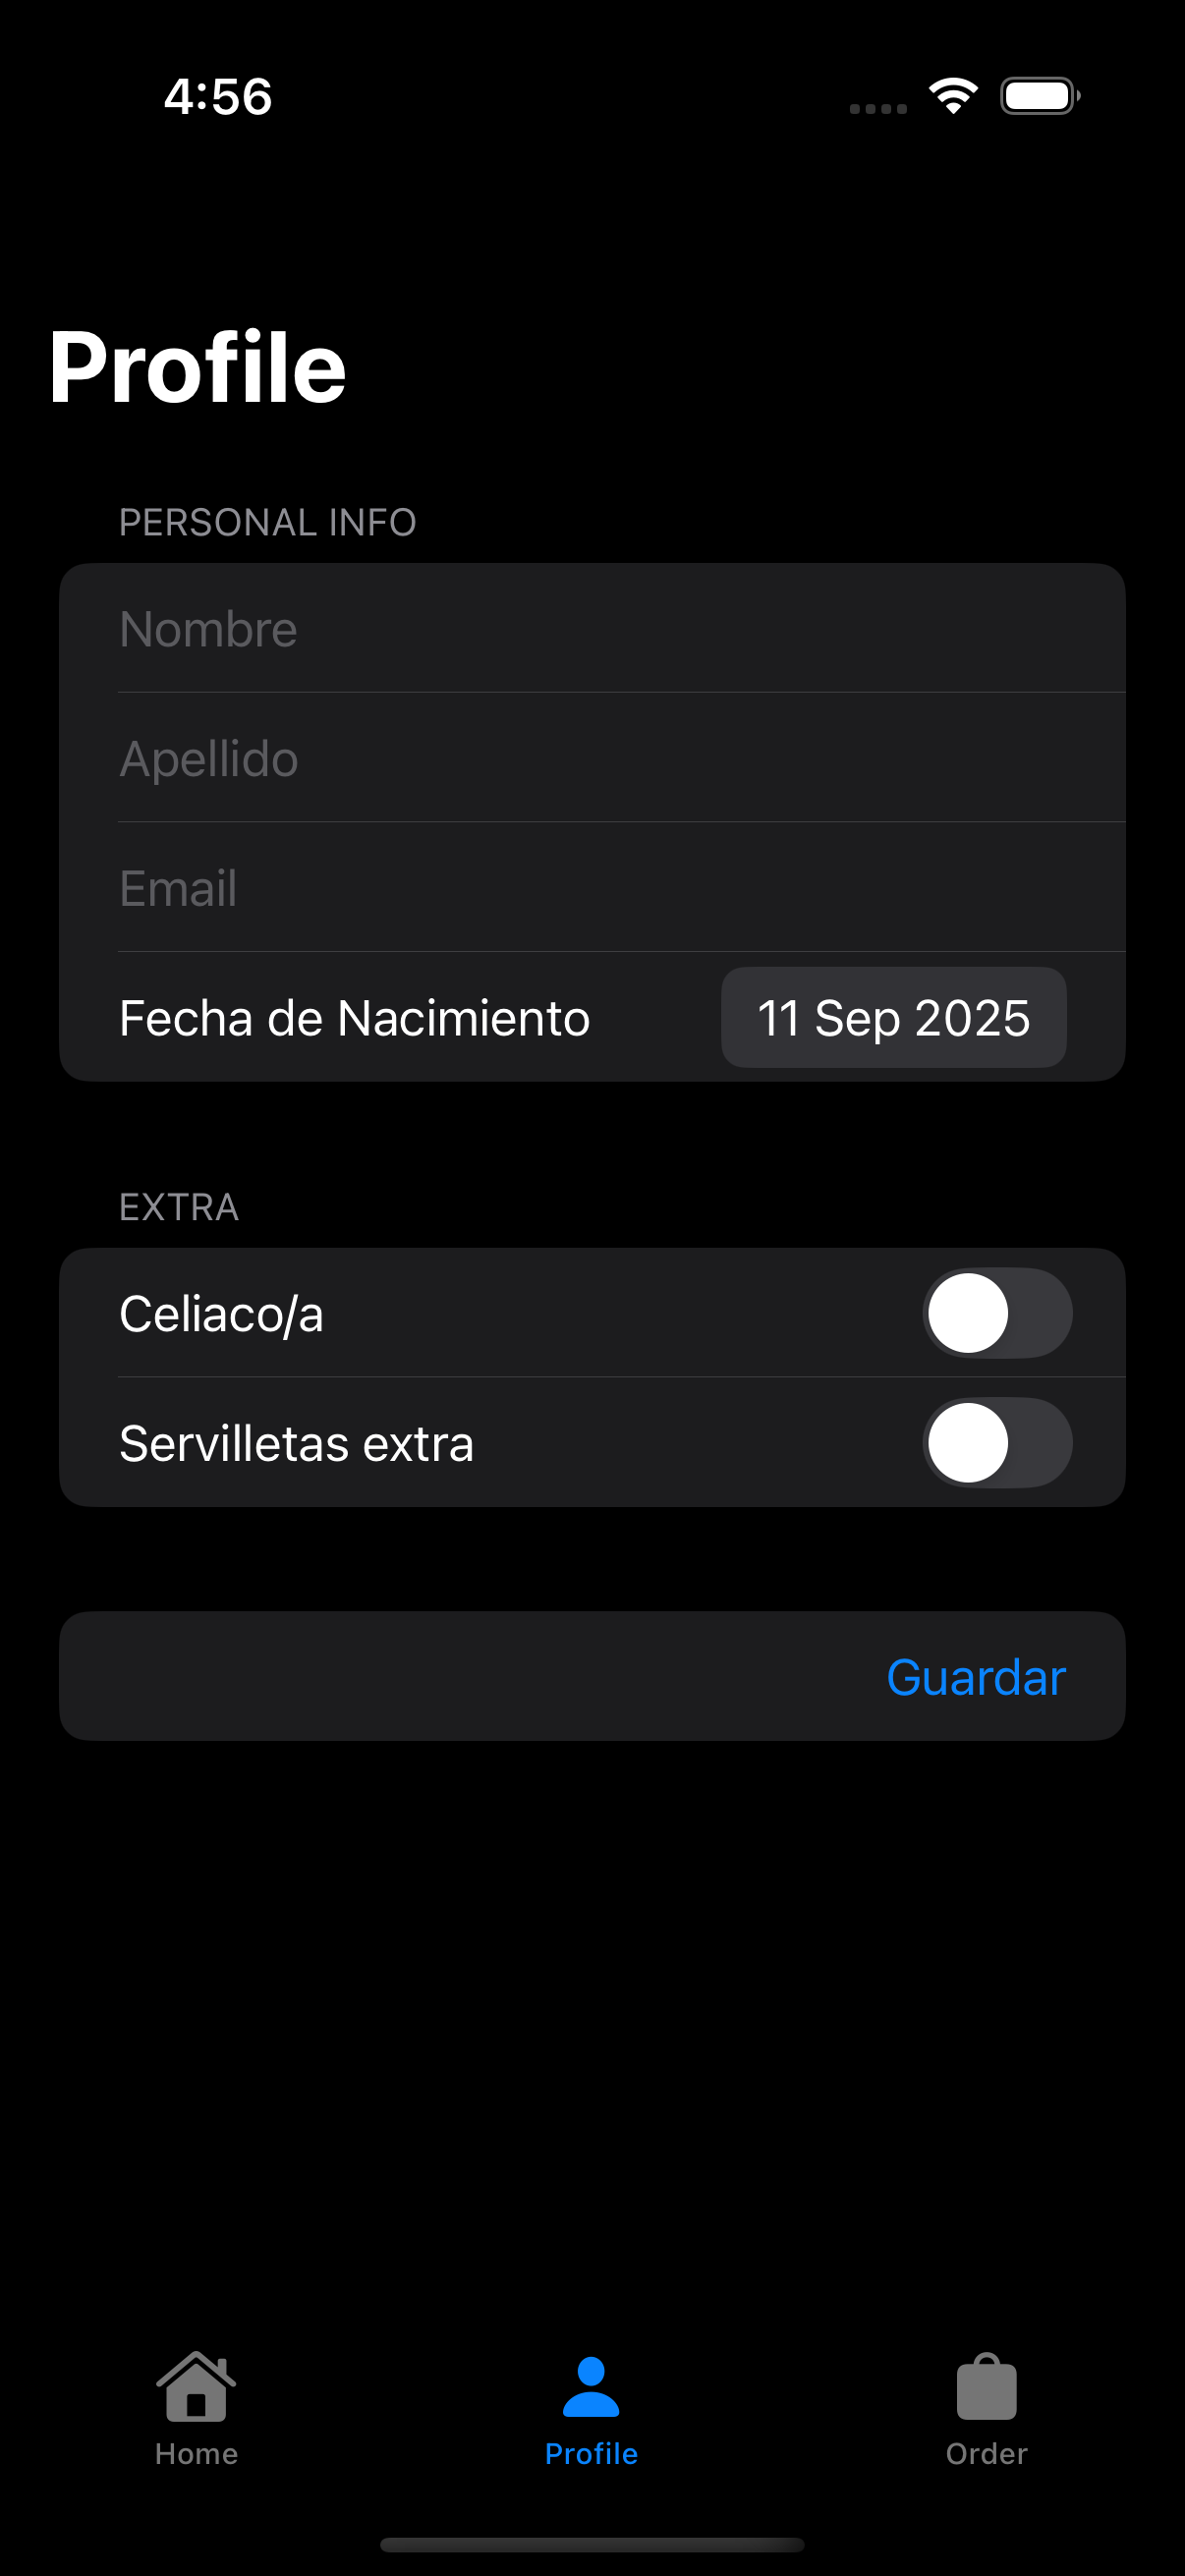 4:56
Profile
PERSONAL INFO
Nombre
Apellido
Email
Fecha de Nacimiento 11 Sep 2025
EXTRA
Celiaco/a
Servilletas extra
Guardar
Home Profile Order